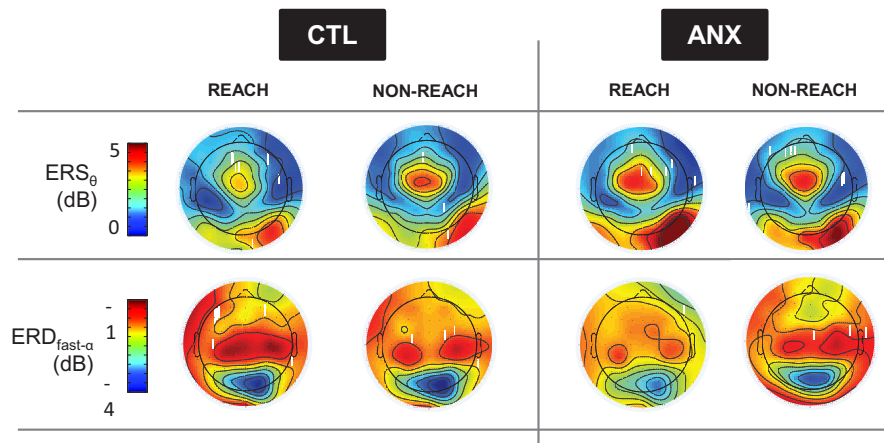 CTL ANX
REACH NON-REACH REACH NON-REACH
5
ERSθ
(dB)
0
-
1
ERDfast-α
(dB)
-
4